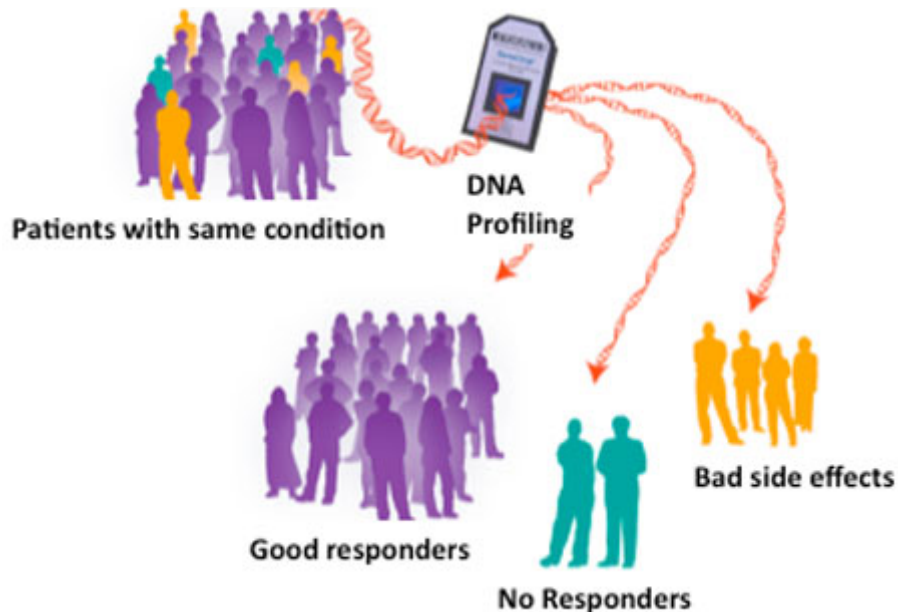 Patients with same condition
DNA
Profiling
Good responders
No Responders
Bad side effects